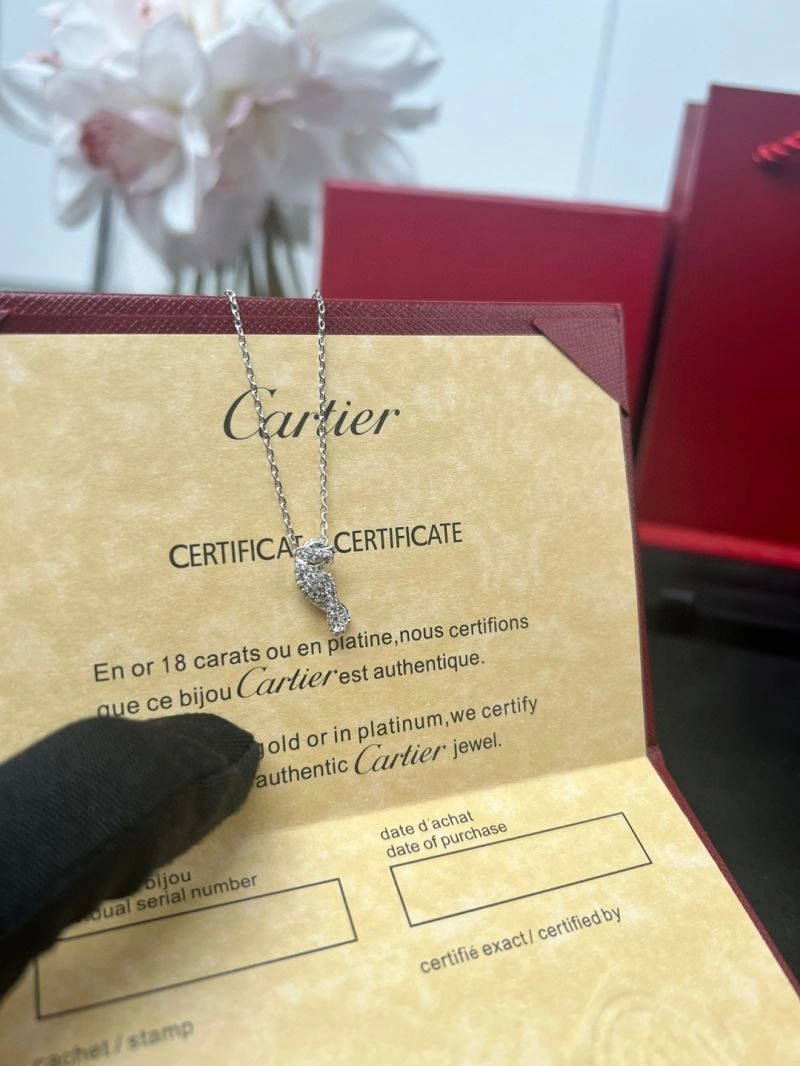 Cartier
CERTIFICAT CERTIFICATE
En or 18 carats ou en platine,nous certifions
que ce bijou Cartier est authentique.
gold or in platinum,we certify
authentic Cartier jewel.
date d'achat
date of purchase
bijou
serial number
certifié exact / certified by
cachet / stamp